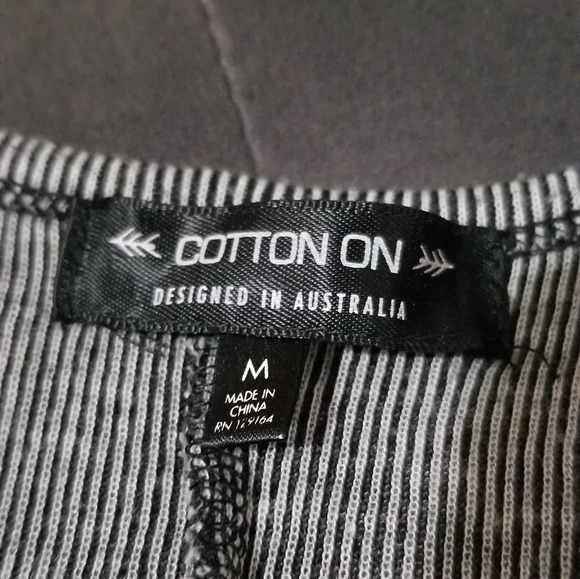 COTTON ON
DESIGNED IN AUSTRALIA
M
MADE IN
CHINA
RN 129164